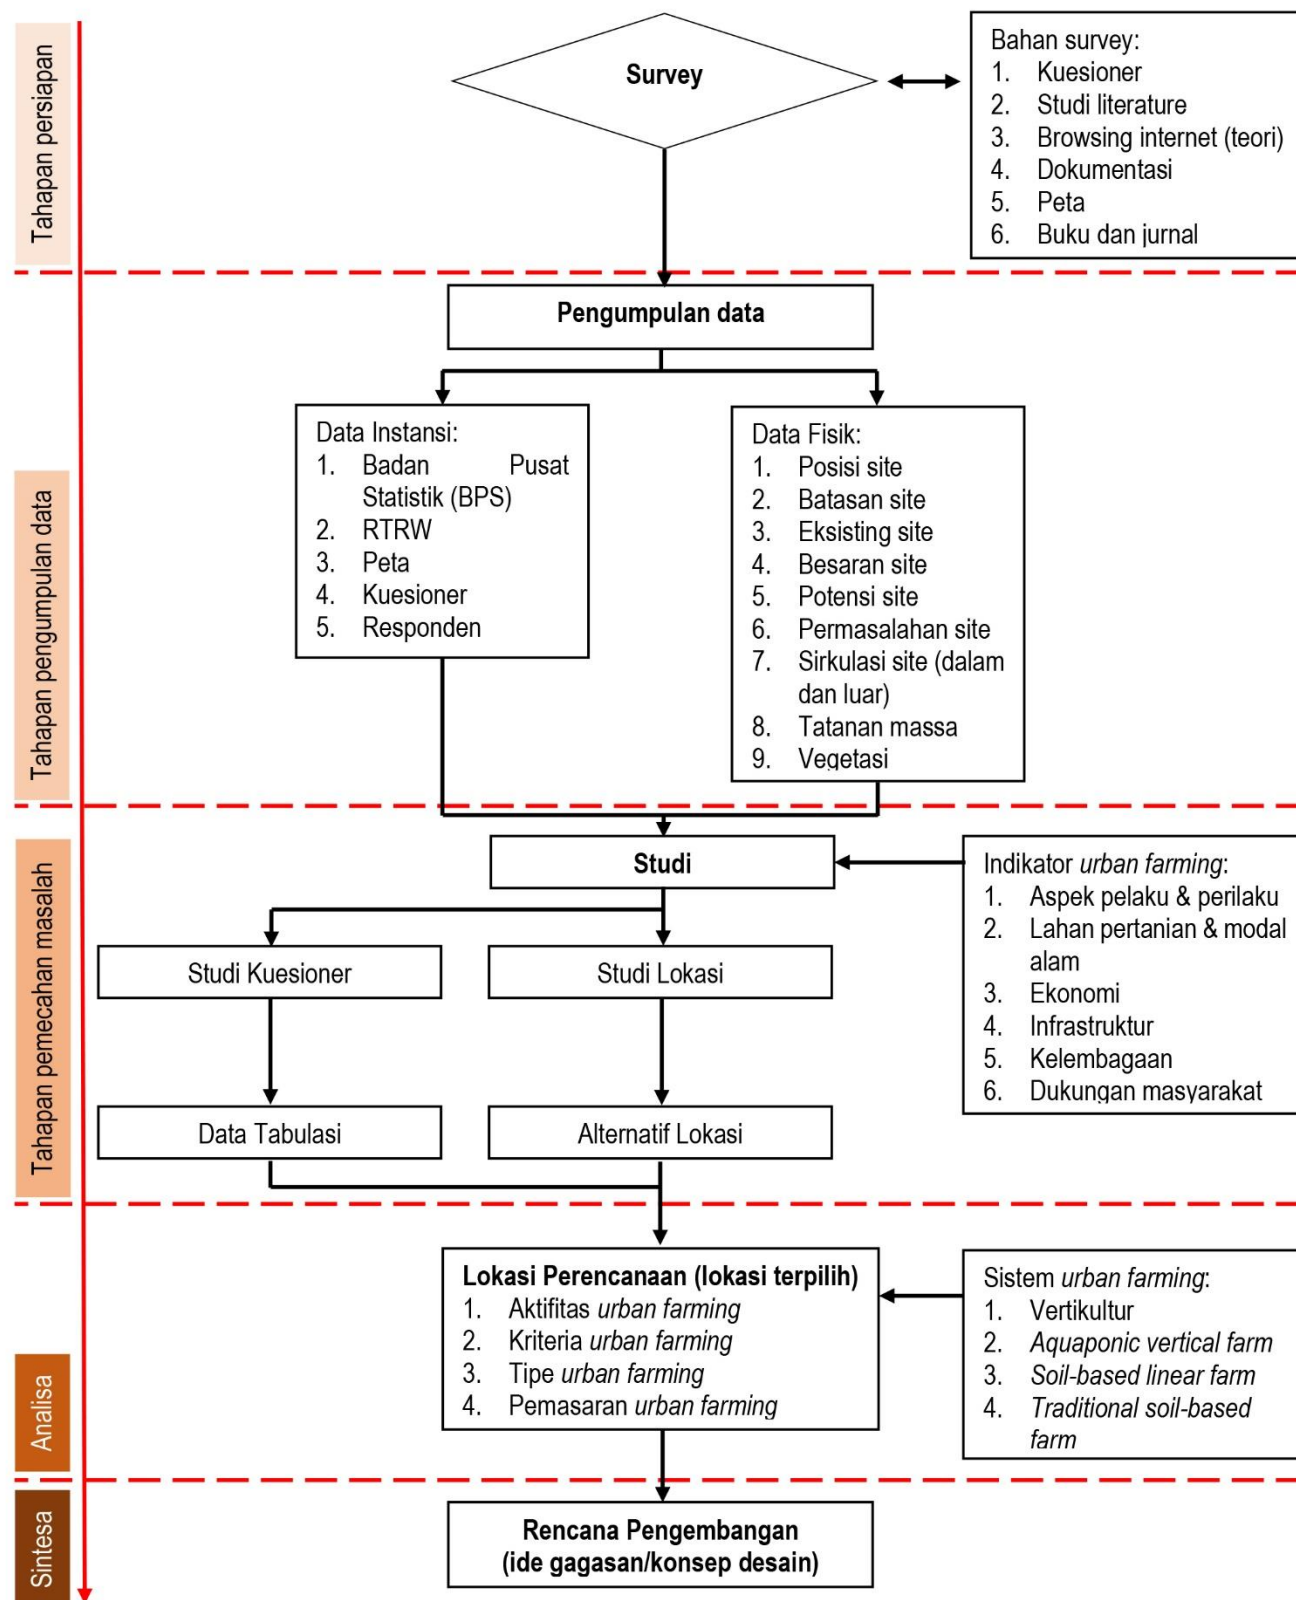 Tahapan persiapan
Survey
Bahan survey:
1. Kuesioner
2. Studi literature
3. Browsing internet (teori)
4. Dokumentasi
5. Peta
6. Buku dan jurnal
Tahapan pengumpulan data
Pengumpulan data
Data Instansi:
1. Badan Pusat
Statistik (BPS)
2. RTRW
3. Peta
4. Kuesioner
5. Responden
Data Fisik:
1. Posisi site
2. Batasan site
3. Eksisting site
4. Besaran site
5. Potensi site
6. Permasalahan site
7. Sirkulasi site (dalam
dan luar)
8. Tatanan massa
9. Vegetasi
Tahapan pemecahan masalah
Studi
Indikator urban farming:
1. Aspek pelaku & perilaku
2. Lahan pertanian & modal
alam
3. Ekonomi
4. Infrastruktur
5. Kelembagaan
6. Dukungan masyarakat
Studi Kuesioner
Studi Lokasi
Data Tabulasi
Alternatif Lokasi
Analisa
Lokasi Perencanaan (lokasi terpilih)
1. Aktifitas urban farming
2. Kriteria urban farming
3. Tipe urban farming
4. Pemasaran urban farming
Sistem urban farming:
1. Vertikultur
2. Aquaponic vertical farm
3. Soil-based linear farm
4. Traditional soil-based
farm
Sintesa
Rencana Pengembangan
(ide gagasan/konsep desain)